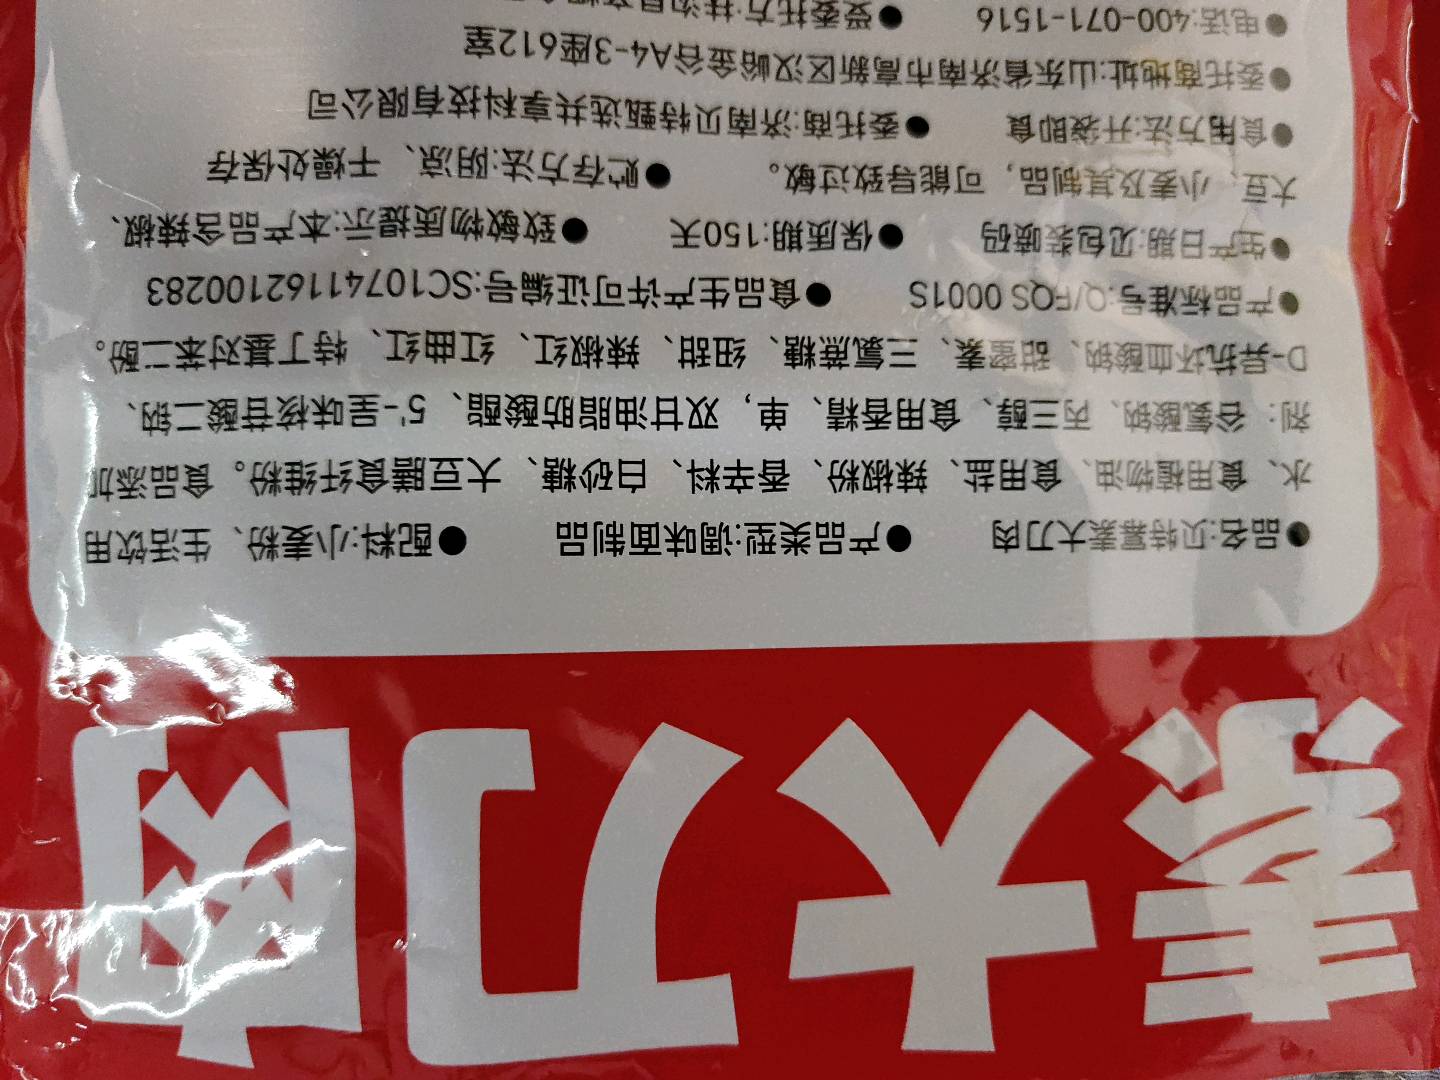 素大刀肉
●品名:贝特幂素大刀肉 ●产品类型:调味面制品 ●配料:小麦粉、生活饮用
水、食用植物油、食用盐、辣椒粉、香辛料、白砂糖、大豆膳食纤维粉。食品添加
剂：谷氨酸钠、丙三醇、食用香精、单，双甘油脂肪酸酯、5'-呈味核苷酸二钠、
D-异抗坏血酸钠、甜蜜素、三氯蔗糖、纽甜、辣椒红、红曲红、特丁基对苯二酚。
●产品标准号:Q/FQS 0001S ●食品生产许可证编号:SC10741162100283
●生产日期:见包装喷码 ●保质期:150天 ●致敏物质提示:本产品含辣椒、
大豆、小麦及其制品，可能导致过敏。 ●贮存方法:阴凉、干燥处保存
●食用方法:开袋即食 ●委托商:济南贝特甄选共享科技有限公司
●委托商地址:山东省济南市高新区汉峪金谷A4-3座612室
●电话:400-071-1516 ●受委托方:扶沟县